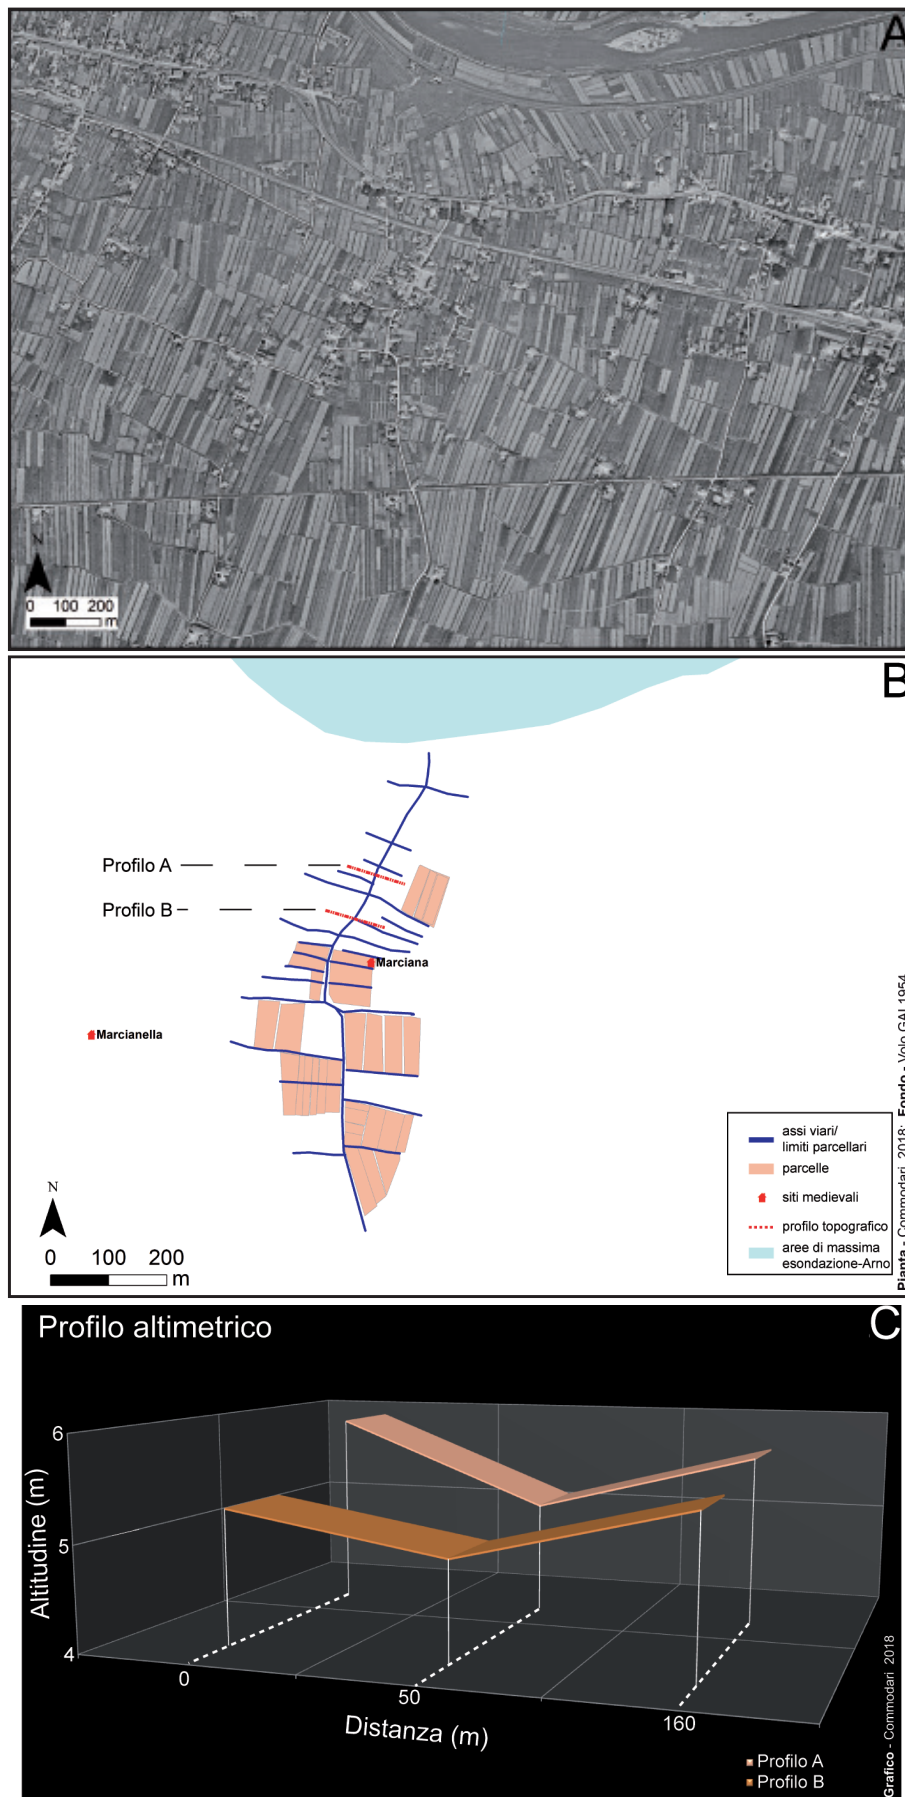 A
N
0 100 200
m
B
Profilo A
Profilo B
Marciana
Marcianella
N
0 100 200
m
assi viari/
limiti parcellari
parcelle
siti medievali
profilo topografico
aree di massima
esondazione-Arno
Pianta - Commodari 2018; Fondo - Volo GAI 1954
Profilo altimetrico
C
6
5
4
Altitudine (m)
0
50
160
Distanza (m)
Profilo A
Profilo B
Grafico - Commodari 2018